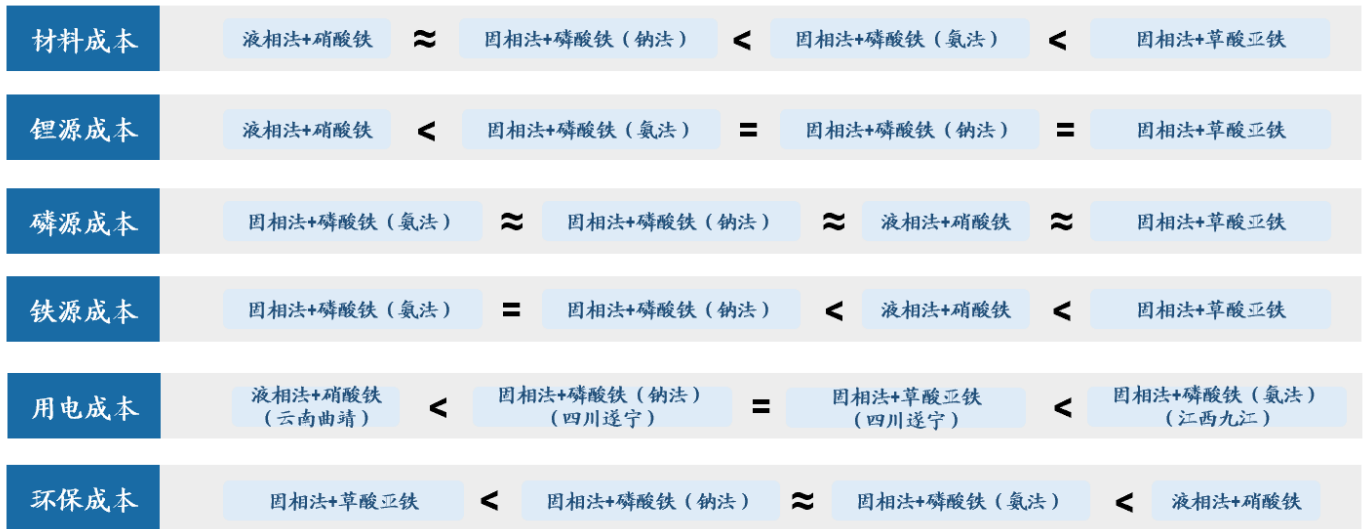 材料成本 液相法+硝酸铁 ≈ 固相法+磷酸铁（钠法） < 固相法+磷酸铁（氨法） < 固相法+草酸亚铁
锂源成本 液相法+硝酸铁 < 固相法+磷酸铁（氨法） = 固相法+磷酸铁（钠法） = 固相法+草酸亚铁
磷源成本 固相法+磷酸铁（氨法） ≈ 固相法+磷酸铁（钠法） ≈ 液相法+硝酸铁 ≈ 固相法+草酸亚铁
铁源成本 固相法+磷酸铁（氨法） = 固相法+磷酸铁（钠法） < 液相法+硝酸铁 < 固相法+草酸亚铁
用电成本 液相法+硝酸铁 < 固相法+磷酸铁（钠法） = 固相法+草酸亚铁 < 固相法+磷酸铁（氨法）
（云南曲靖） （四川遂宁） （四川遂宁） （江西九江）
环保成本 固相法+草酸亚铁 < 固相法+磷酸铁（钠法） ≈ 固相法+磷酸铁（氨法） < 液相法+硝酸铁